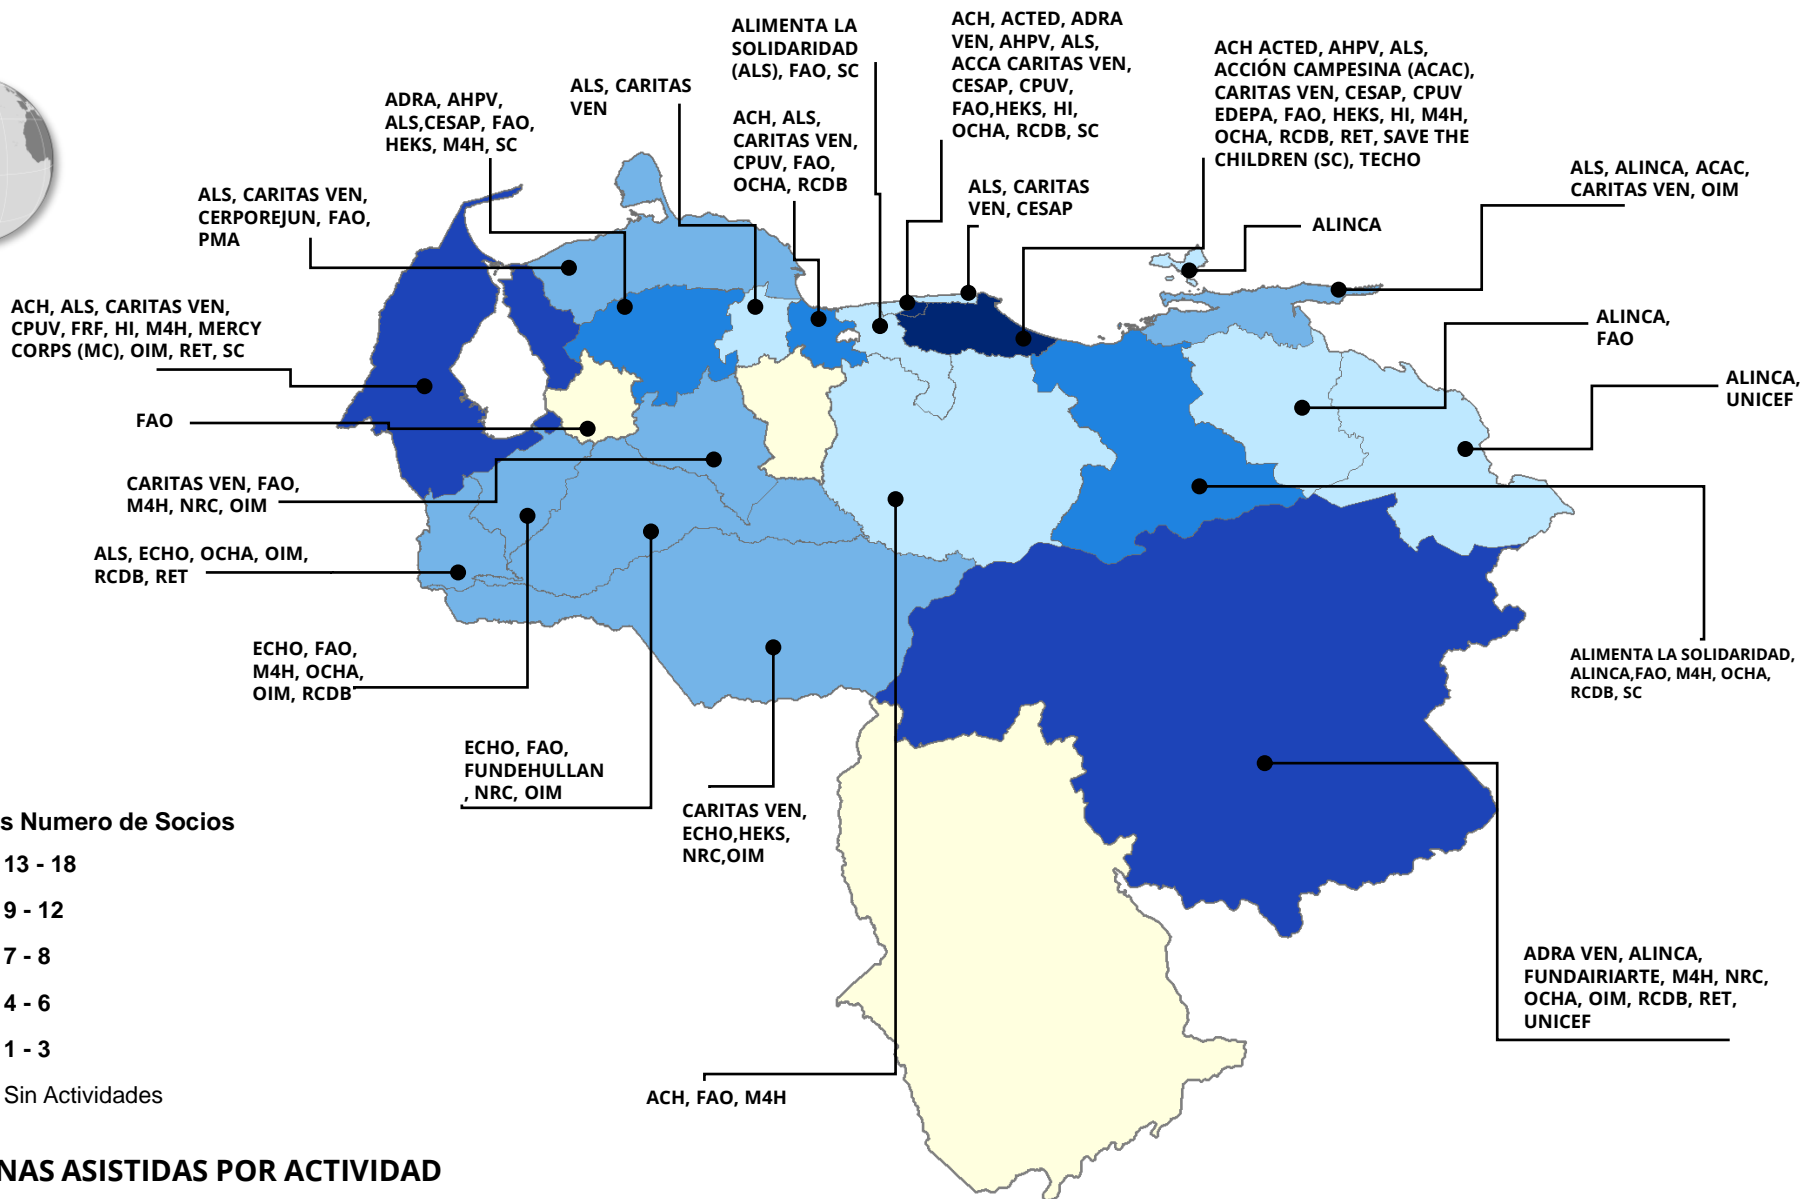 ALIMENTA LA
SOLIDARIDAD
(ALS), FAO, SC
ACH, ACTED, ADRA
VEN, AHPV, ALS,
ACCA CARITAS VEN,
CESAP, CPUV,
FAO,HEKS, HI,
OCHA, RCDB, SC
ACH ACTED, AHPV, ALS,
ACCIÓN CAMPESINA (ACAC),
CARITAS VEN, CESAP, CPUV
EDEPA, FAO, HEKS, HI, M4H,
OCHA, RCDB, RET, SAVE THE
CHILDREN (SC), TECHO
ALS, CARITAS
VEN
ADRA, AHPV,
ALS,CESAP, FAO,
HEKS, M4H, SC
ACH, ALS,
CARITAS VEN,
CPUV, FAO,
OCHA, RCDB
ALS, CARITAS
VEN, CESAP
ALS, ALINCA, ACAC,
CARITAS VEN, OIM
ALS, CARITAS VEN,
CERPOREJUN, FAO,
PMA
ALINCA
ACH, ALS, CARITAS VEN,
CPUV, FRF, HI, M4H, MERCY
CORPS (MC), OIM, RET, SC
ALINCA,
FAO
ALINCA,
UNICEF
FAO
CARITAS VEN, FAO,
M4H, NRC, OIM
ALS, ECHO, OCHA, OIM,
RCDB, RET
ECHO, FAO,
M4H, OCHA,
OIM, RCDB
ALIMENTA LA SOLIDARIDAD,
ALINCA,FAO, M4H, OCHA,
RCDB, SC
ECHO, FAO,
FUNDEHULLAN
, NRC, OIM
CARITAS VEN,
ECHO,HEKS,
NRC,OIM
s Numero de Socios
13 - 18
9 - 12
7 - 8
4 - 6
1 - 3
Sin Actividades
ADRA VEN, ALINCA,
FUNDAIRIARTE, M4H, NRC,
OCHA, OIM, RCDB, RET,
UNICEF
ACH, FAO, M4H
NAS ASISTIDAS POR ACTIVIDAD